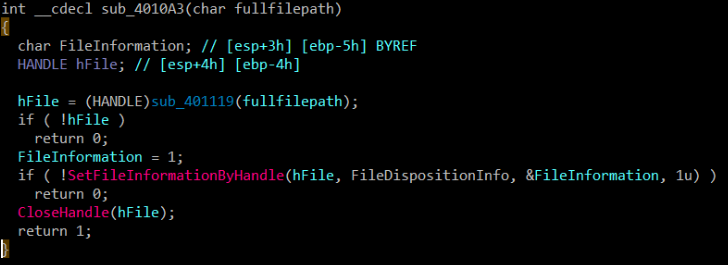 int __cdecl sub_4010A3(char fullfilepath)
{
char FileInformation; // [esp+3h] [ebp-5h] BYREF
HANDLE hFile; // [esp+4h] [ebp-4h]
hFile = (HANDLE)sub_401119(fullfilepath);
if ( !hFile )
return 0;
FileInformation = 1;
if ( !SetFileInformationByHandle(hFile, FileDispositionInfo, &FileInformation, 1u) )
return 0;
CloseHandle(hFile);
return 1;
}